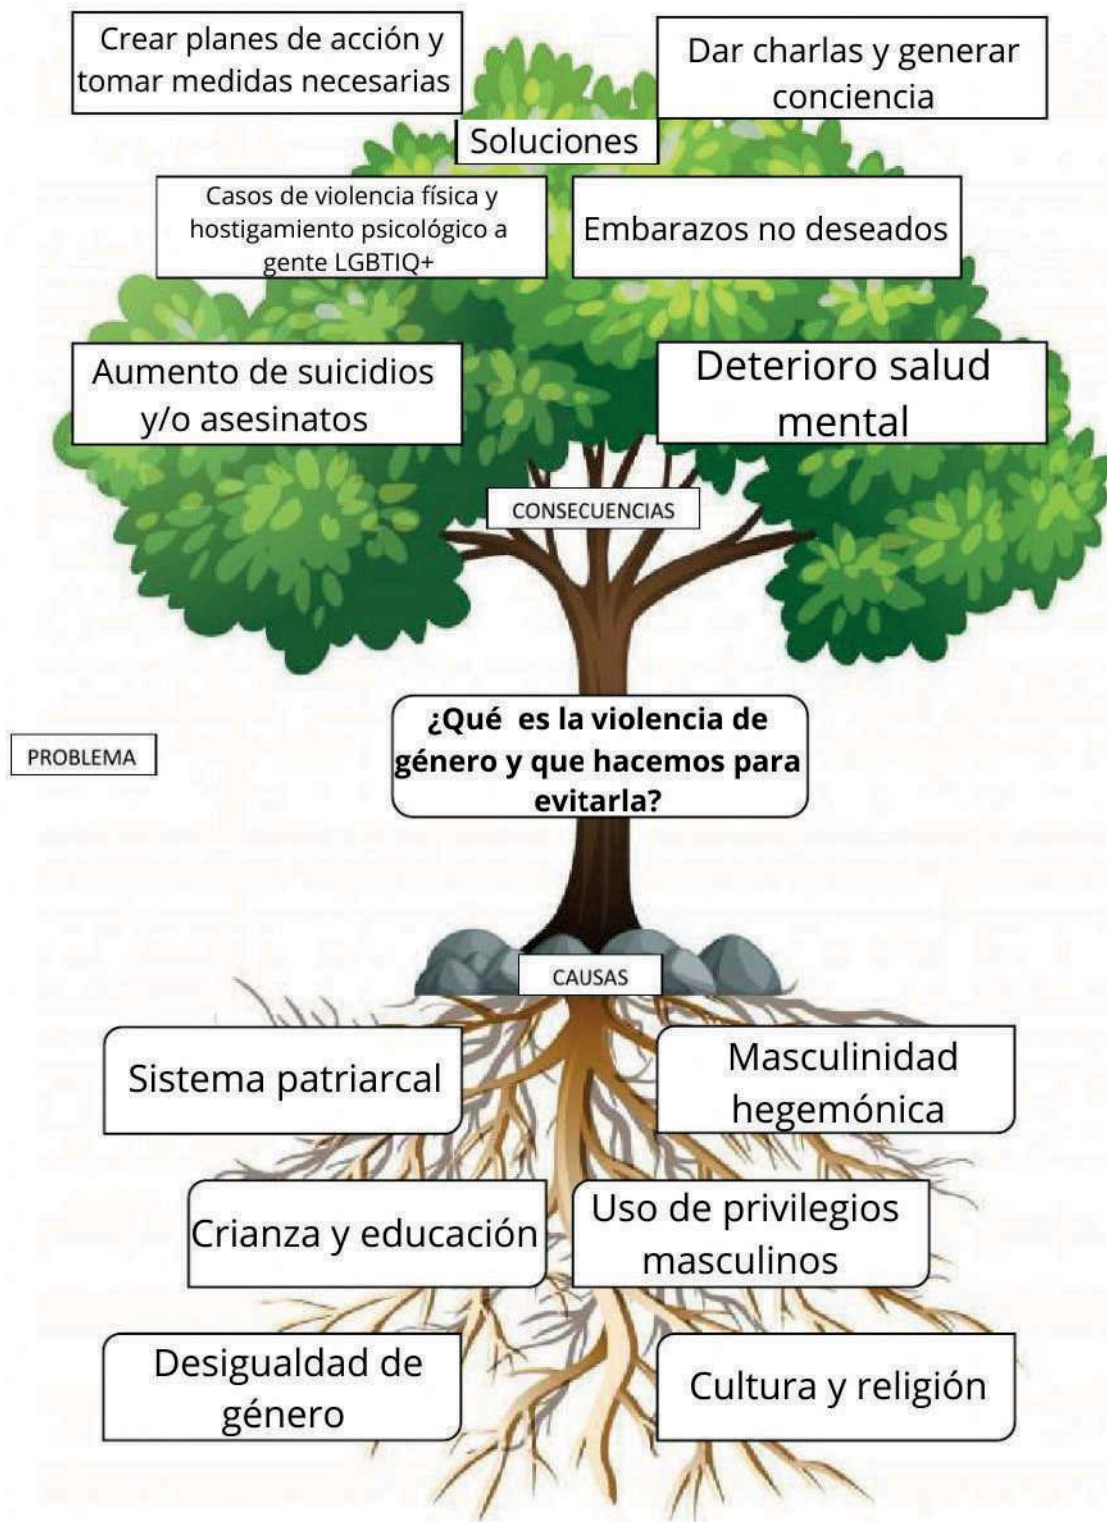 Crear planes de acción y
tomar medidas necesarias
Dar charlas y generar
conciencia
Soluciones
Casos de violencia física y
hostigamiento psicológico a
gente LGBTIQ+
Embarazos no deseados
Aumento de suicidios
y/o asesinatos
Deterioro salud
mental
CONSECUENCIAS
¿Qué es la violencia de
género y que hacemos para
evitarla?
PROBLEMA
CAUSAS
Sistema patriarcal
Masculinidad
hegemónica
Crianza y educación
Uso de privilegios
masculinos
Desigualdad de
género
Cultura y religión